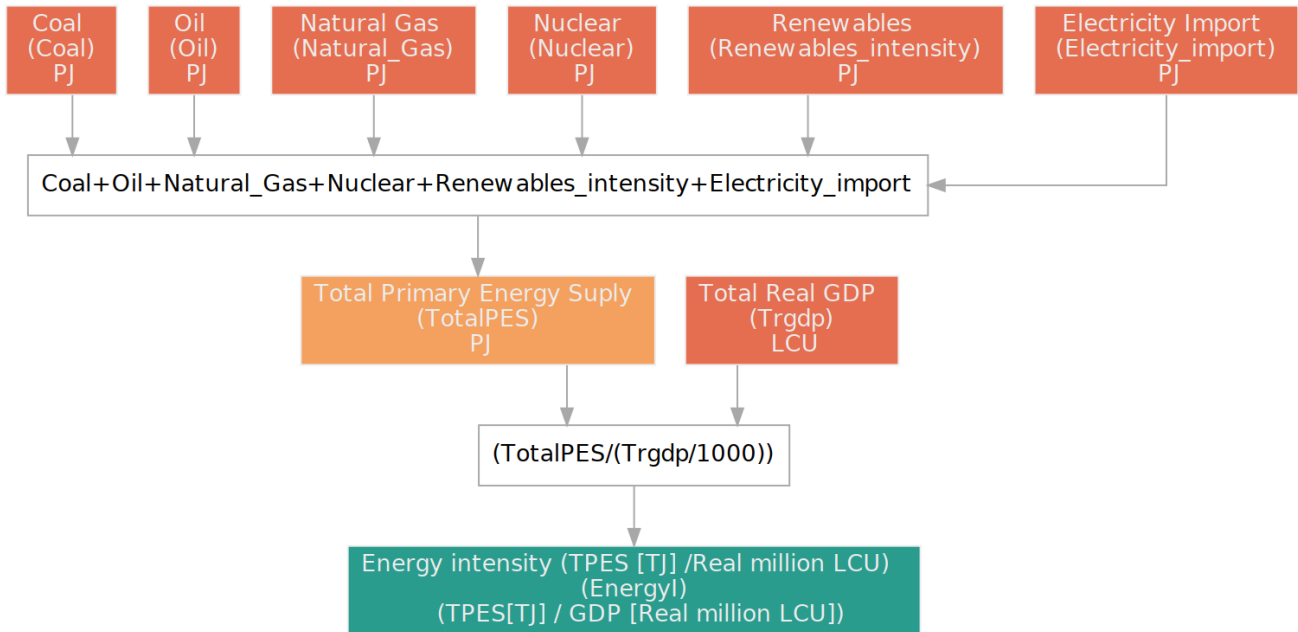 Coal
(Coal)
PJ
Oil
(Oil)
PJ
Natural Gas
(Natural_Gas)
PJ
Nuclear
(Nuclear)
PJ
Renewables
(Renewables_intensity)
PJ
Electricity Import
(Electricity_import)
PJ
Coal+Oil+Natural_Gas+Nuclear+Renewables_intensity+Electricity_import
Total Primary Energy Suply
(TotalPES)
PJ
Total Real GDP
(Trgdp)
LCU
(TotalPES/(Trgdp/1000))
Energy intensity (TPES [TJ] /Real million LCU)
(EnergyI)
(TPES[TJ] / GDP [Real million LCU])